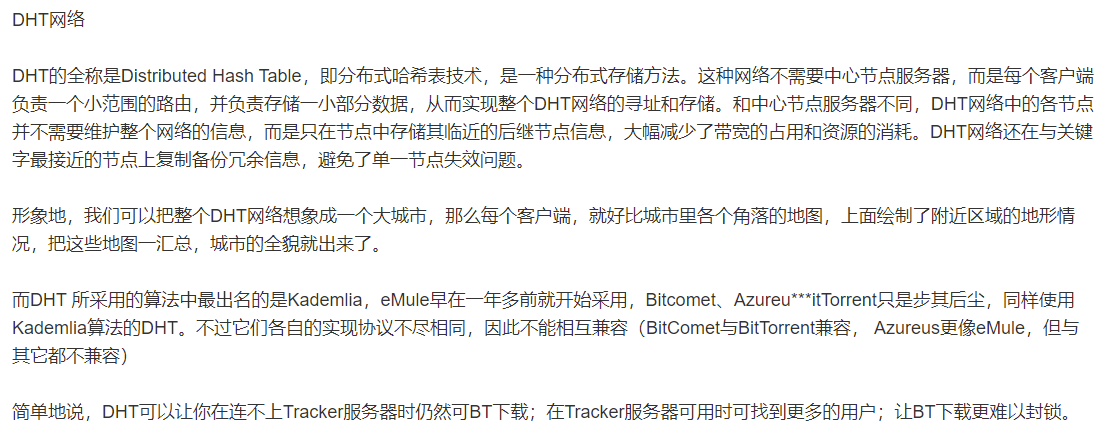 DHT网络
DHT的全称是Distributed Hash Table，即分布式哈希表技术，是一种分布式存储方法。这种网络不需要中心节点服务器，而是每个客户端
负责一个小范围的路由，并负责存储一小部分数据，从而实现整个DHT网络的寻址和存储。和中心节点服务器不同，DHT网络中的各节点
并不需要维护整个网络的信息，而是只在节点中存储其临近的后继节点信息，大幅减少了带宽的占用和资源的消耗。DHT网络还在与关键
字最接近的节点上复制备份冗余信息，避免了单一节点失效问题。
形象地，我们可以把整个DHT网络想象成一个大城市，那么每个客户端，就好比城市里各个角落的地图，上面绘制了附近区域的地形情
况，把这些地图一汇总，城市的全貌就出来了。
而DHT 所采用的算法中最出名的是Kademlia，eMule早在一年多前就开始采用，Bitcomet、Azureu***itTorrent只是步其后尘，同样使用
Kademlia算法的DHT。不过它们各自的实现协议不尽相同，因此不能相互兼容（BitComet与BitTorrent兼容， Azureus更像eMule，但与
其它都不兼容）
简单地说，DHT可以让你在连不上Tracker服务器时仍然可BT下载；在Tracker服务器可用时可找到更多的用户；让BT下载更难以封锁。